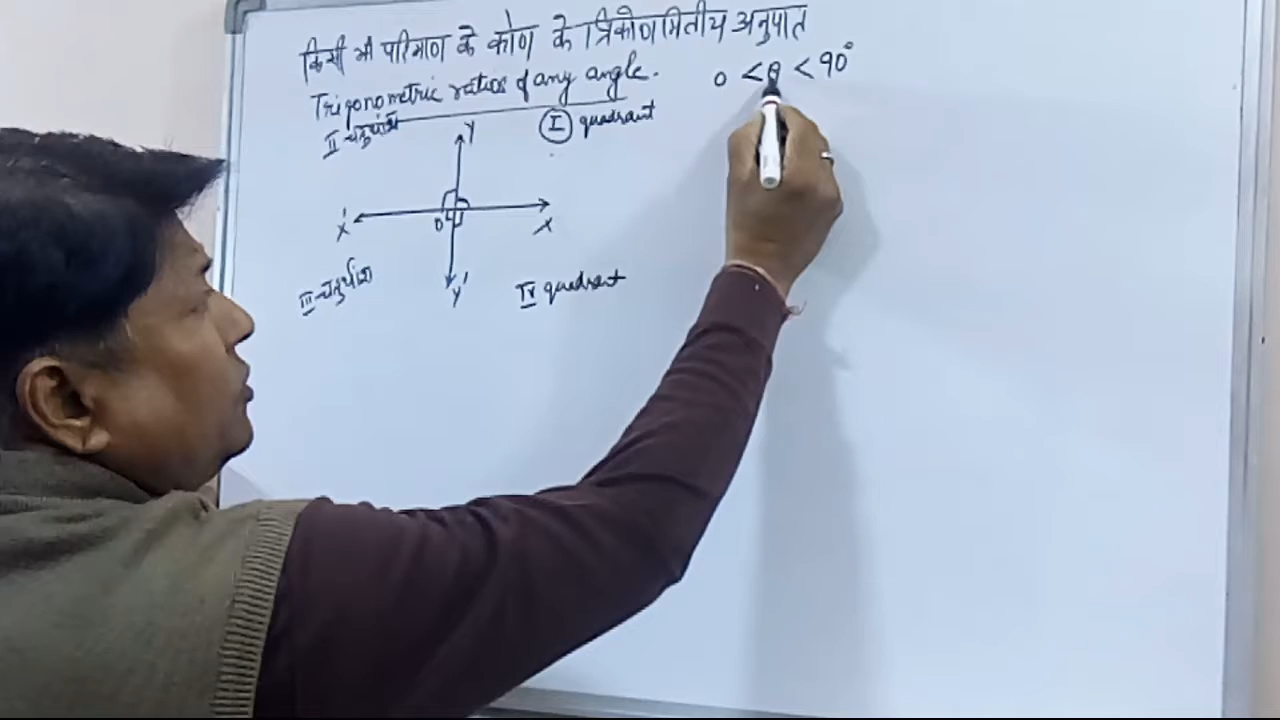 किसी भी परिमाण के कोण के त्रिकोणमितीय अनुपात
Trigonometric ratios of any angle.
0 < θ < 90°
II चतुर्थांश
I quadrant
Y
X'
O
X
Y'
III चतुर्थांश
IV quadrant